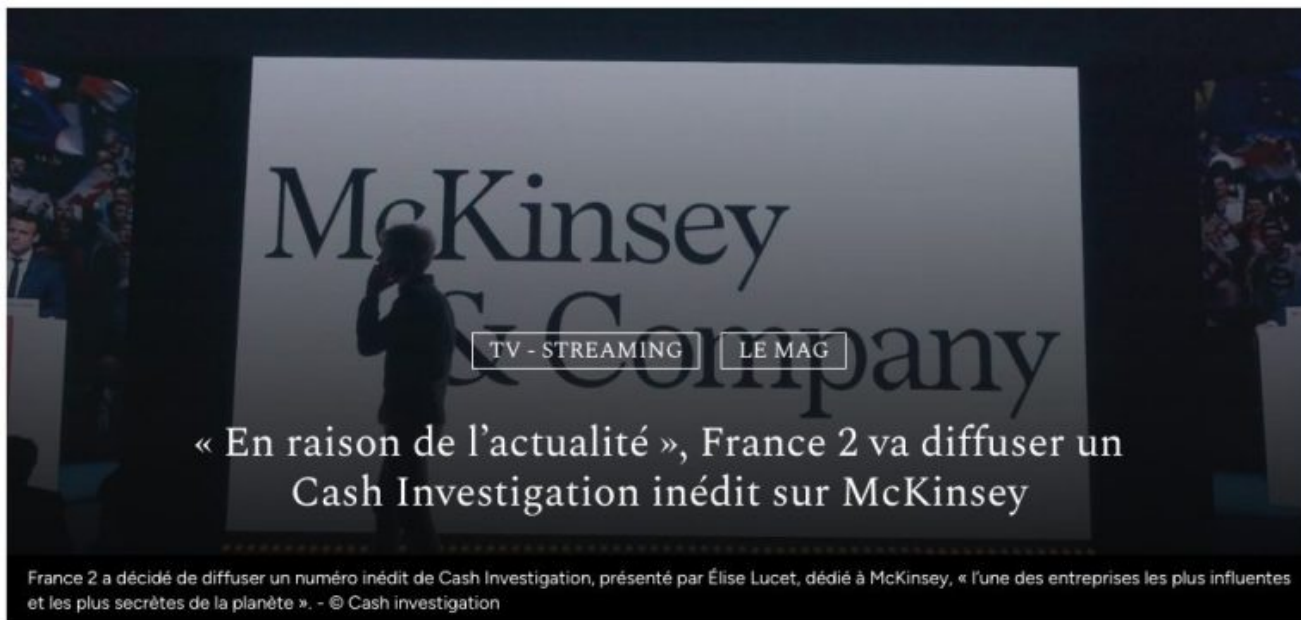 McKinsey
& Company
TV - STREAMING
LE MAG
« En raison de l’actualité », France 2 va diffuser un
Cash Investigation inédit sur McKinsey
France 2 a décidé de diffuser un numéro inédit de Cash Investigation, présenté par Élise Lucet, dédié à McKinsey, « l’une des entreprises les plus influentes
et les plus secrètes de la planète ». - © Cash investigation